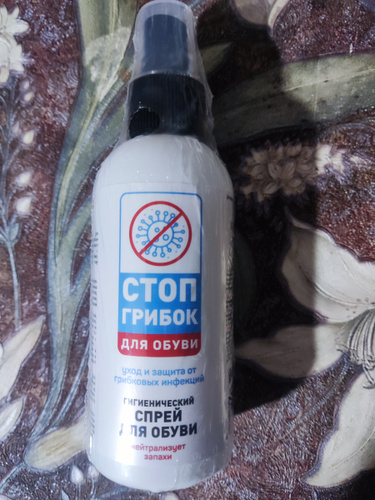 СТОП
ГРИБОК
ДЛЯ ОБУВИ
уход и защита от
грибковых инфекций
ГИГИЕНИЧЕСКИЙ
СПРЕЙ
ДЛЯ ОБУВИ
нейтрализует
запахи